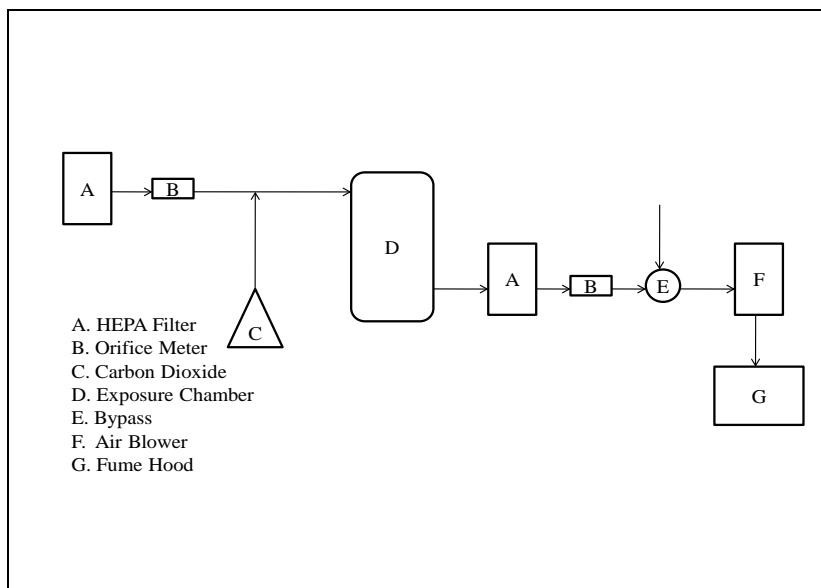 A
B
D
A
B
E
F
C
G
A. HEPA Filter
B. Orifice Meter
C. Carbon Dioxide
D. Exposure Chamber
E. Bypass
F. Air Blower
G. Fume Hood